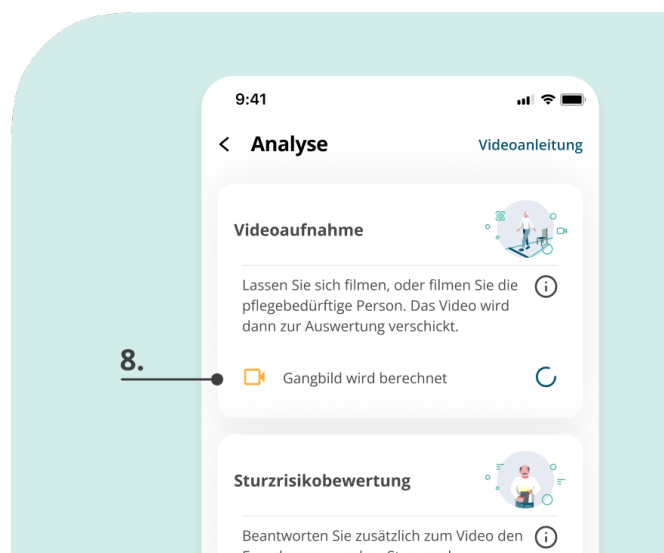 9:41
Analyse
Videoanleitung
Videoaufnahme
Lassen Sie sich filmen, oder filmen Sie die
pflegebedürftige Person. Das Video wird
dann zur Auswertung verschickt.
8.
Gangbild wird berechnet
Sturzrisikobewertung
Beantworten Sie zusätzlich zum Video den